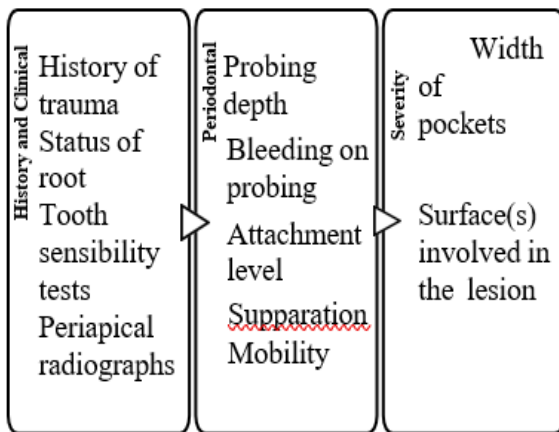 History and Clinical
History of
trauma
Status of
root
Tooth
sensibility
tests
Periapical
radiographs
Periodontal
Probing
depth
Bleeding on
probing
Attachment
level
Supparation
Mobility
Severity
Width
of
pockets
Surface(s)
involved in
the lesion